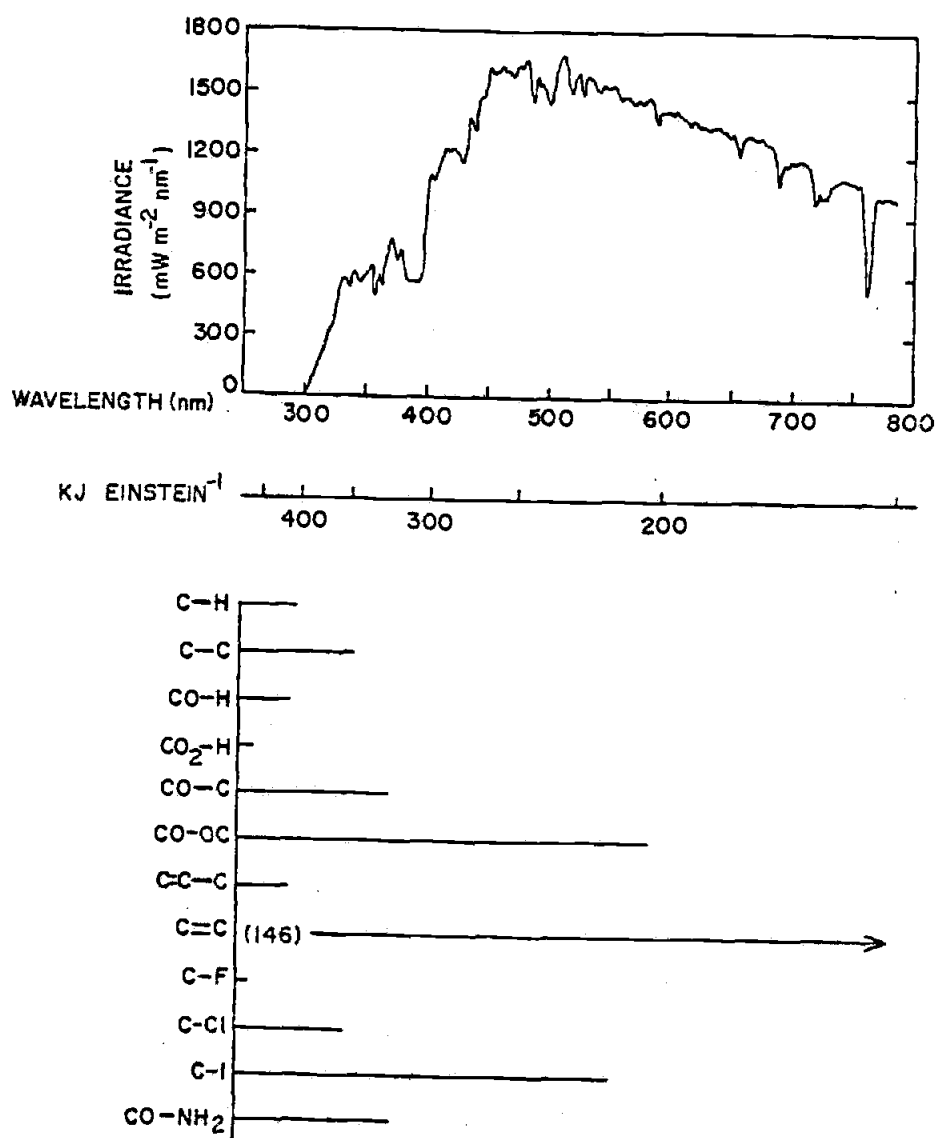 1800
1500
1200
900
600
300
0
IRRADIANCE
(mW m⁻² nm⁻¹)
WAVELENGTH (nm)
300 400 500 600 700 800
KJ EINSTEIN⁻¹
400 300 200
C-H
C-C
CO-H
CO₂-H
CO-C
CO-OC
C=C-C
C=C (146)
C-F
C-Cl
C-I
CO-NH₂